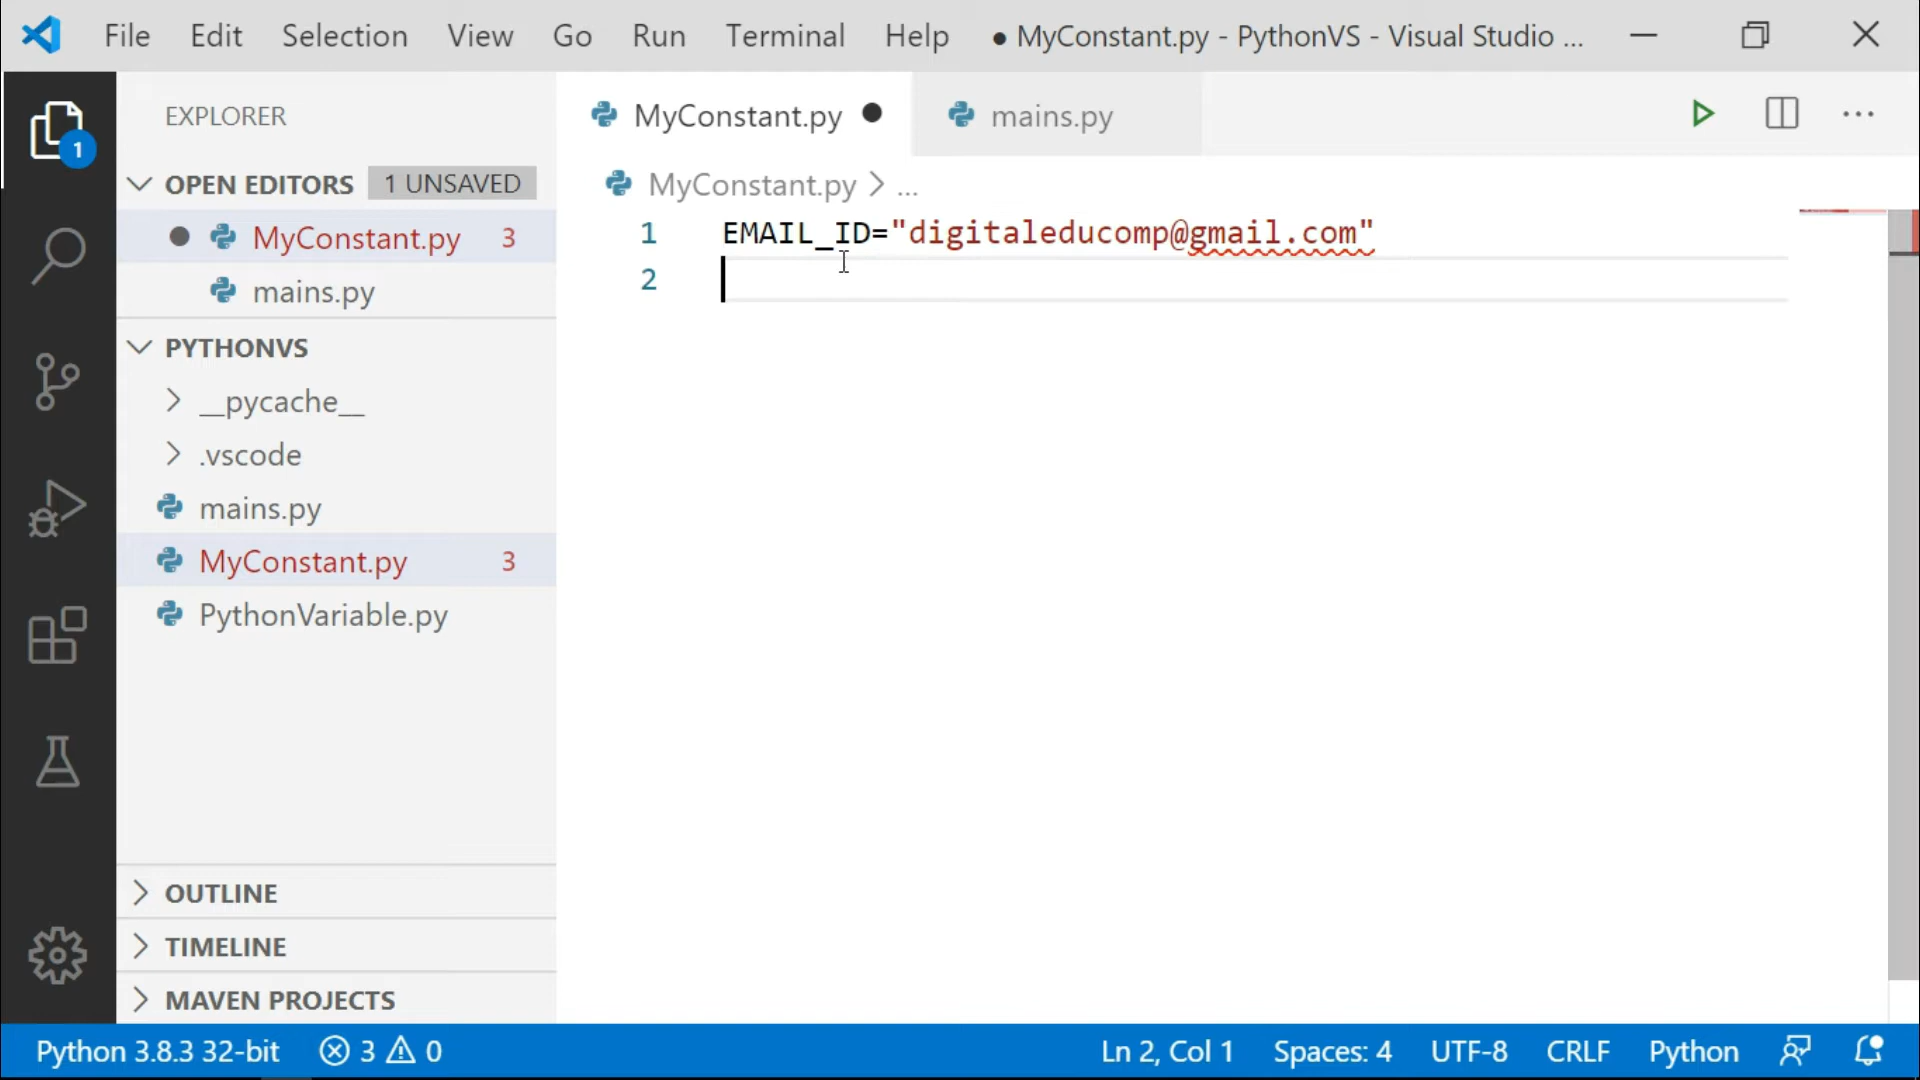 File Edit Selection View Go Run Terminal Help ● MyConstant.py - PythonVS - Visual Studio ...
EXPLORER
OPEN EDITORS 1 UNSAVED
MyConstant.py 3
mains.py
PYTHONVS
__pycache__
.vscode
mains.py
MyConstant.py 3
PythonVariable.py
OUTLINE
TIMELINE
MAVEN PROJECTS
1
MyConstant.py mains.py
MyConstant.py > ...
1 EMAIL_ID="digitaleducomp@gmail.com"
2
Python 3.8.3 32-bit 3 0 Ln 2, Col 1 Spaces: 4 UTF-8 CRLF Python